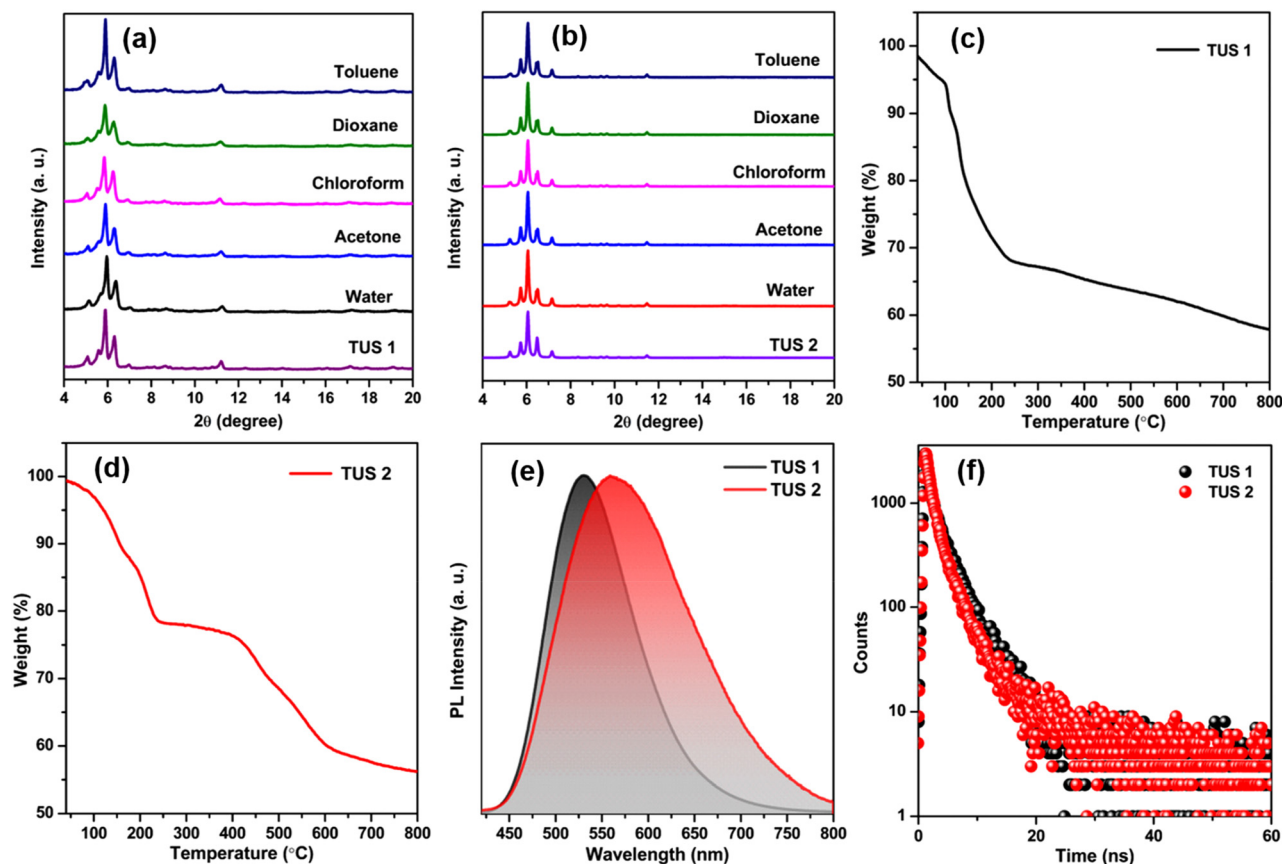 (a)
Toluene
Dioxane
Chloroform
Acetone
Water
TUS 1
Intensity (a. u.)
4 6 8 10 12 14 16 18 20
2θ (degree)
(b)
Toluene
Dioxane
Chloroform
Acetone
Water
TUS 2
Intensity (a. u.)
4 6 8 10 12 14 16 18 20
2θ (degree)
(c)
TUS 1
Weight (%)
100
90
80
70
60
50
100 200 300 400 500 600 700 800
Temperature (°C)
(d)
TUS 2
Weight (%)
100
90
80
70
60
50
100 200 300 400 500 600 700 800
Temperature (°C)
(e)
TUS 1
TUS 2
PL Intensity (a. u.)
450 500 550 600 650 700 750 800
Wavelength (nm)
(f)
TUS 1
TUS 2
Counts
1000
100
10
1
0 20 40 60
Time (ns)